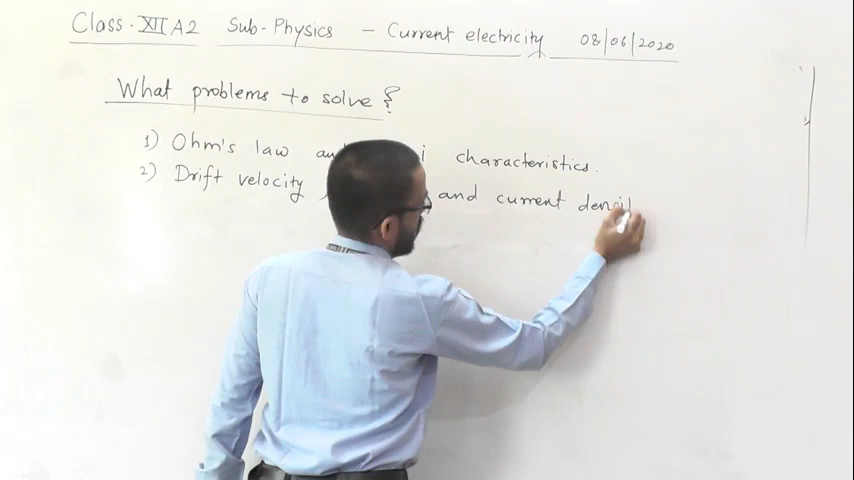 Class-XII A2 Sub-Physics - Current electricity 08/06/2020
What problems to solve ?
1) Ohm's law i characteristics.
2) Drift velocity and current densit